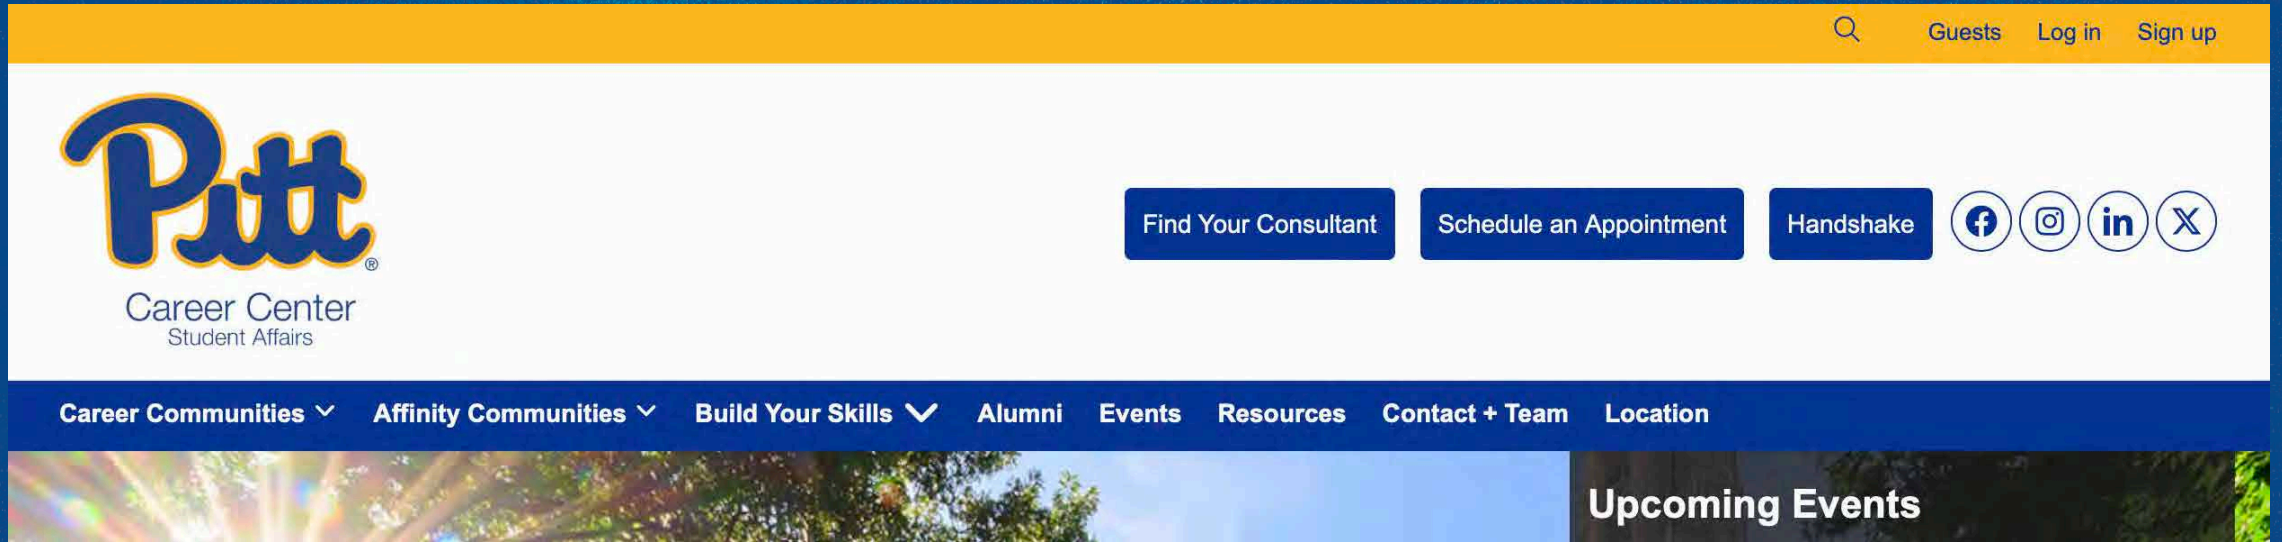 Guests Log in Sign up
Pitt®
Career Center
Student Affairs
Find Your Consultant Schedule an Appointment Handshake
Career Communities Affinity Communities Build Your Skills Alumni Events Resources Contact + Team Location
Upcoming Events